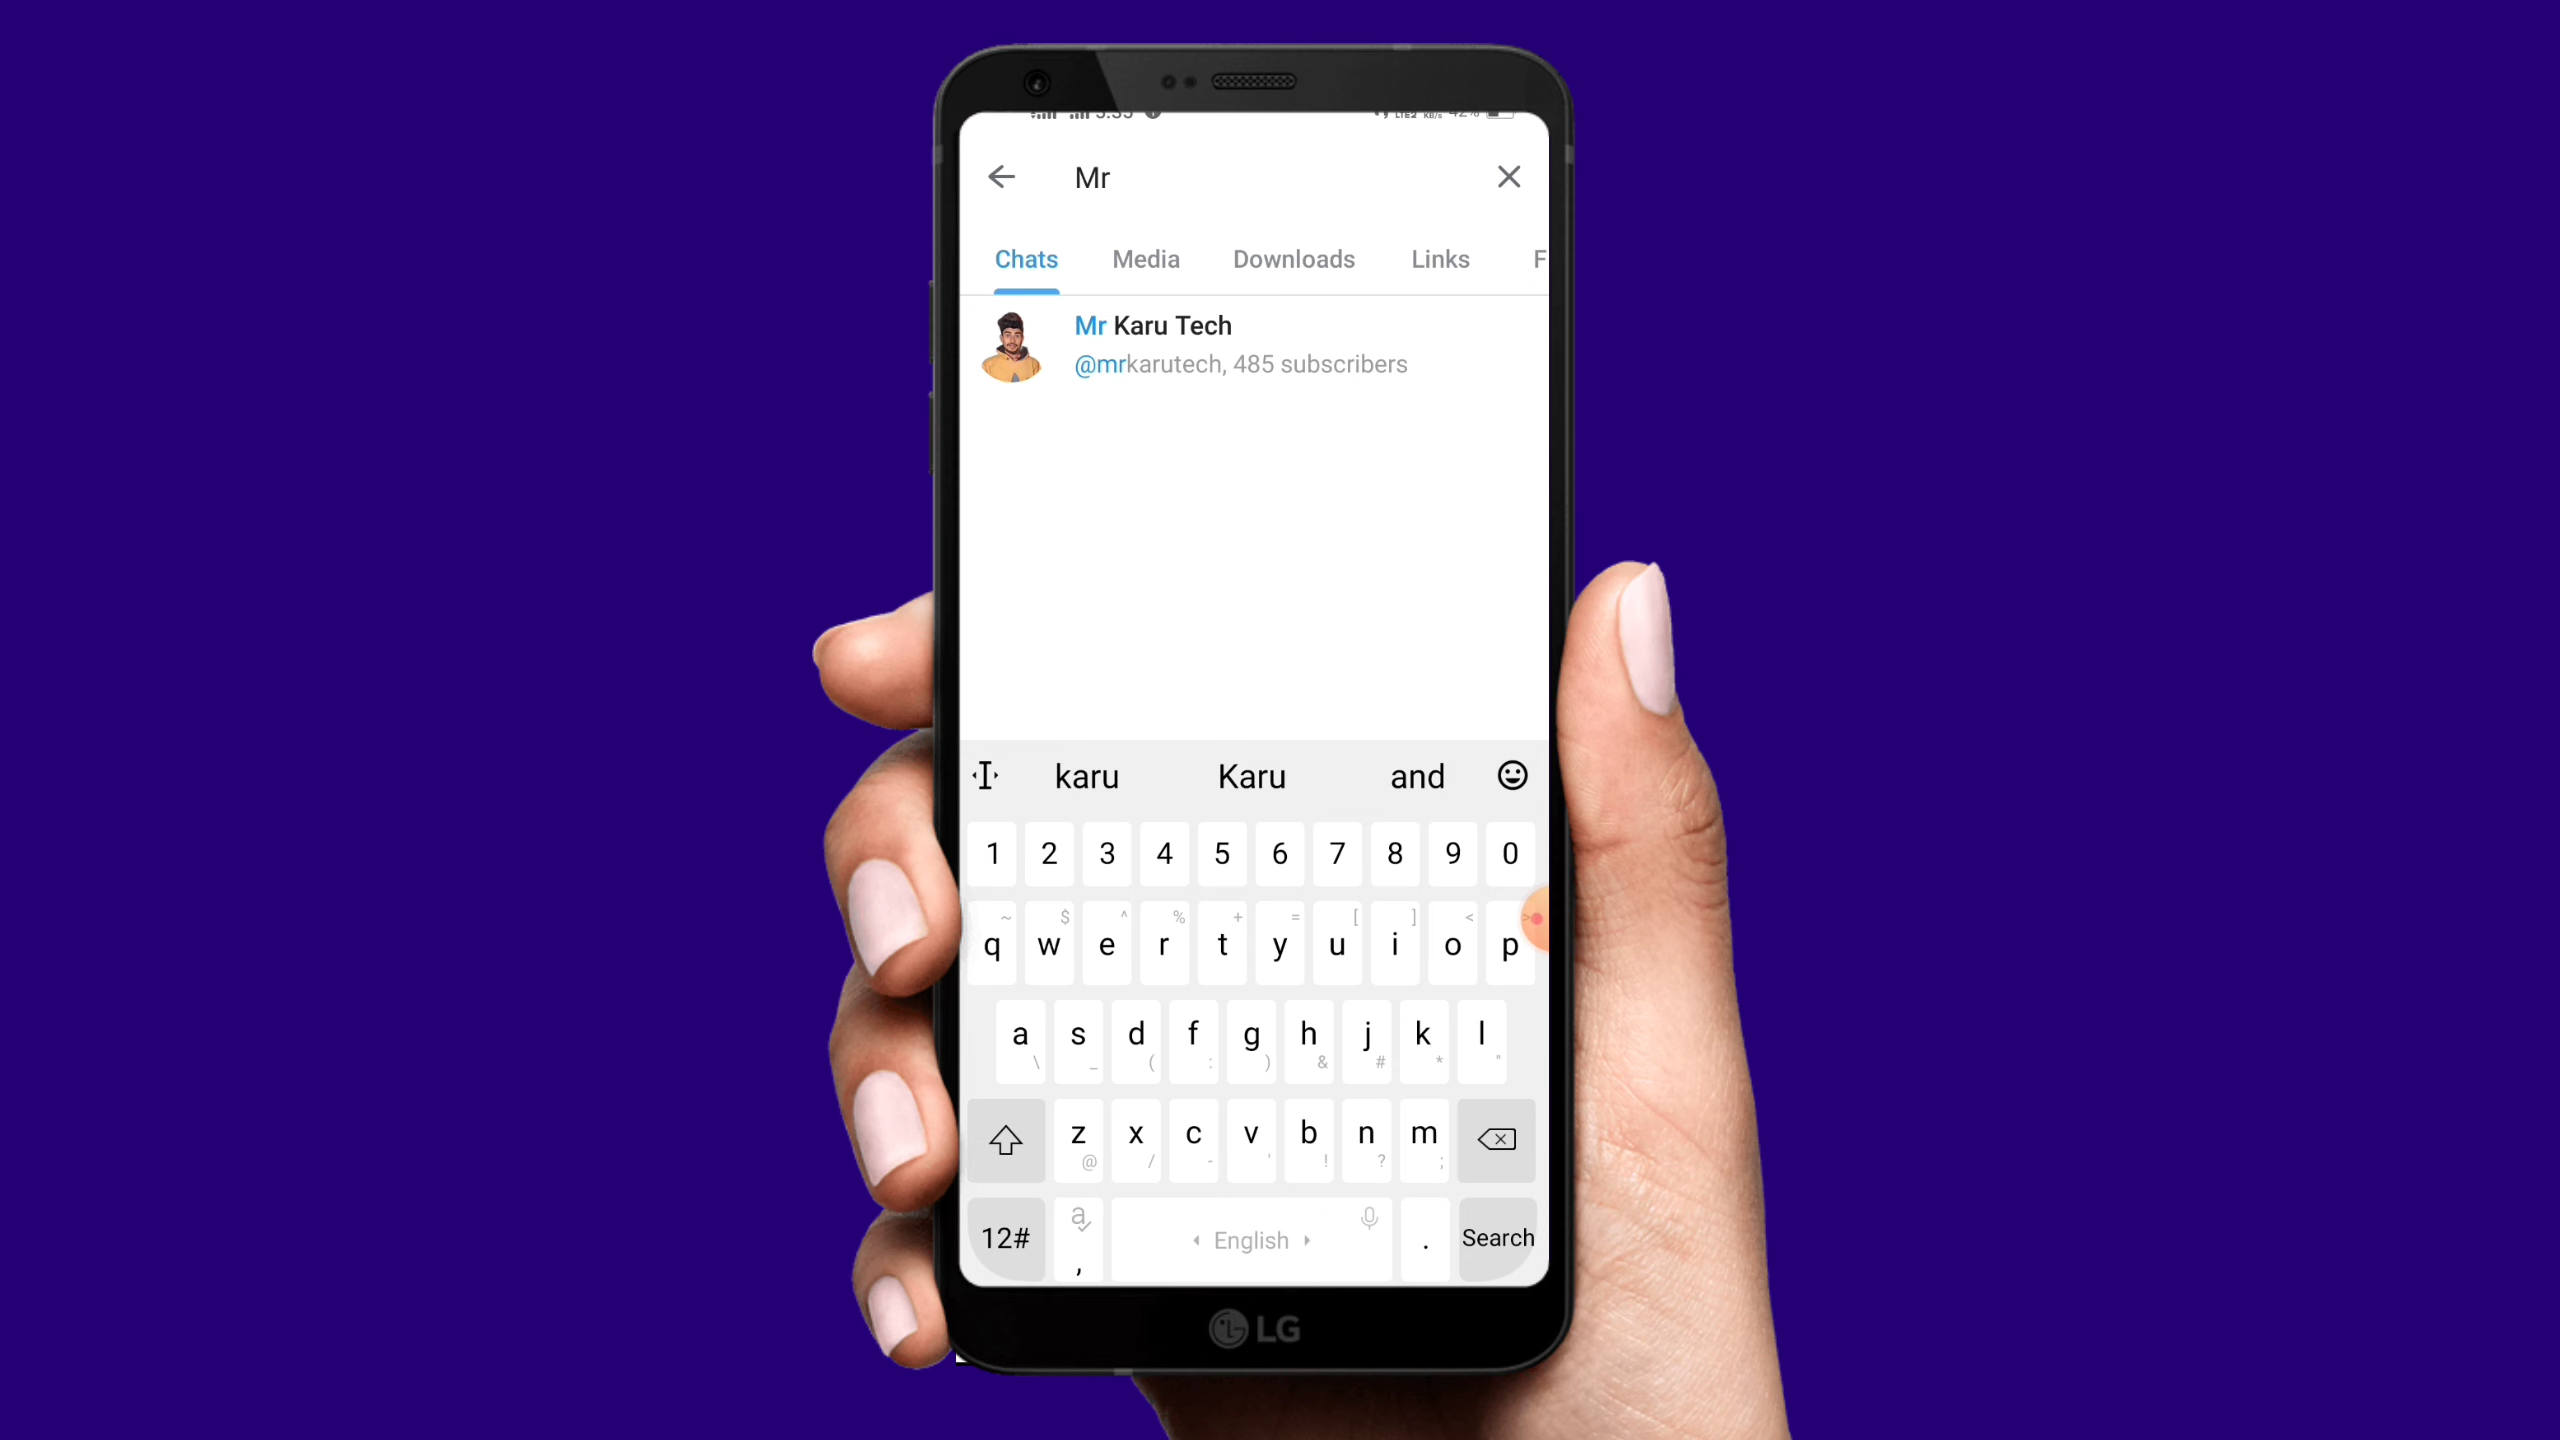 Mr
Chats Media Downloads Links F
Mr Karu Tech
@mrkarutech, 485 subscribers
karu Karu and
1 2 3 4 5 6 7 8 9 0
~ $ ^ % + = [ ] < >
q w e r t y u i o p
a s d f g h j k l
\ _ ( : ) & # * "
z x c v b n m
@ / - ' ! ? ;
12# a , English . Search
LG